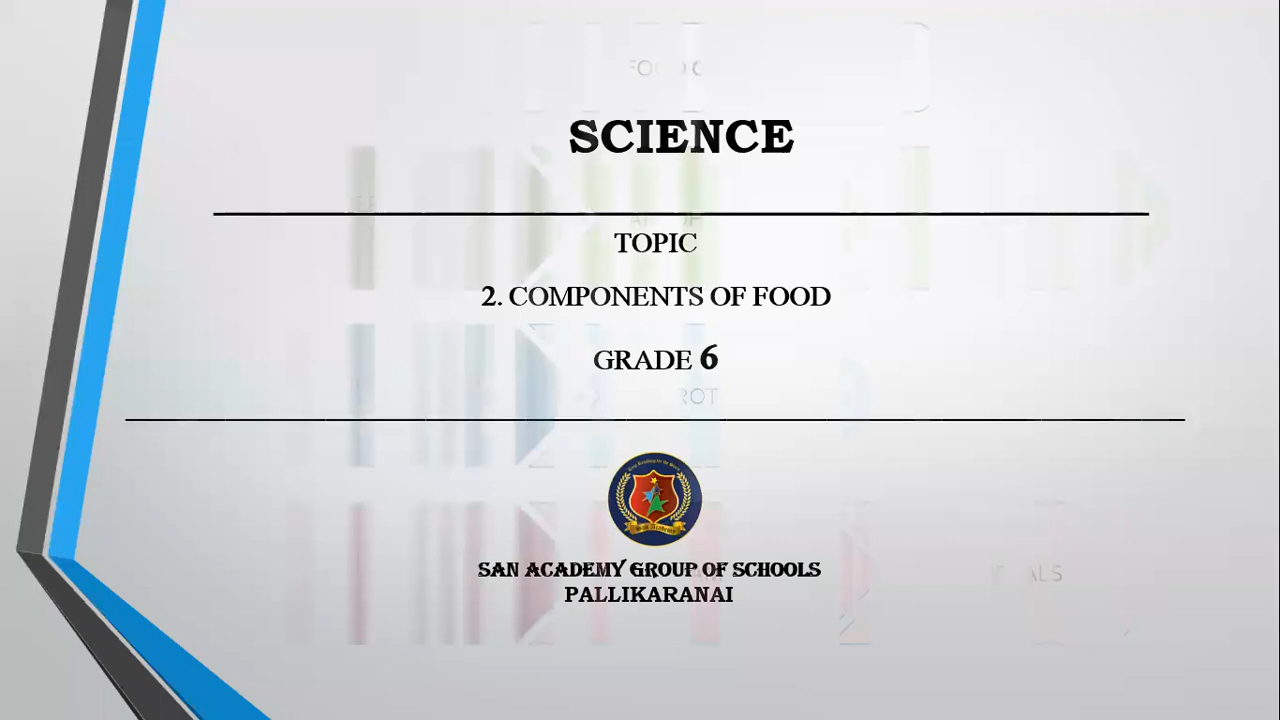 SCIENCE
TOPIC
2. COMPONENTS OF FOOD
GRADE 6
SAN ACADEMY GROUP OF SCHOOLS
PALLIKARANAI